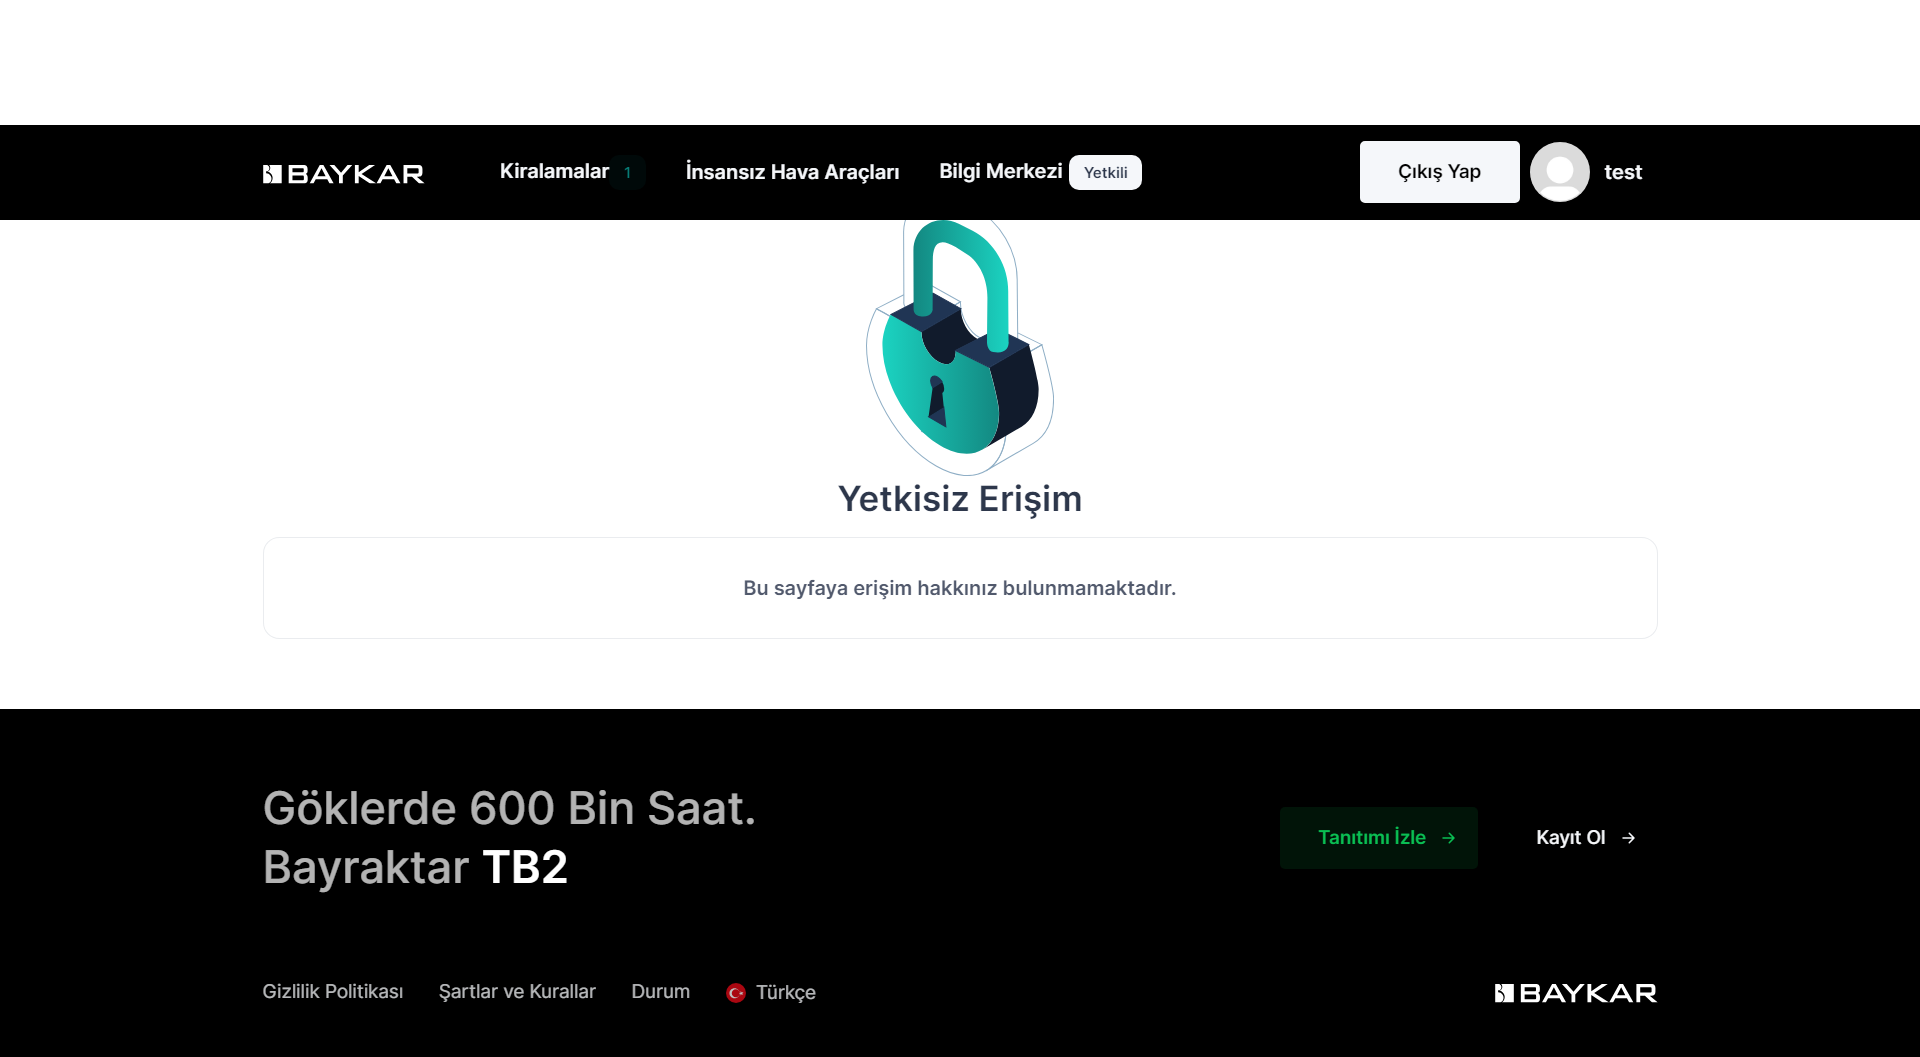 BAYKAR
Kiralamalar 1
İnsansız Hava Araçları
Bilgi Merkezi Yetkili
Çıkış Yap
test
Yetkisiz Erişim
Bu sayfaya erişim hakkınız bulunmamaktadır.
Göklerde 600 Bin Saat.
Bayraktar TB2
Tanıtımı İzle →
Kayıt Ol →
Gizlilik Politikası
Şartlar ve Kurallar
Durum
Türkçe
BAYKAR